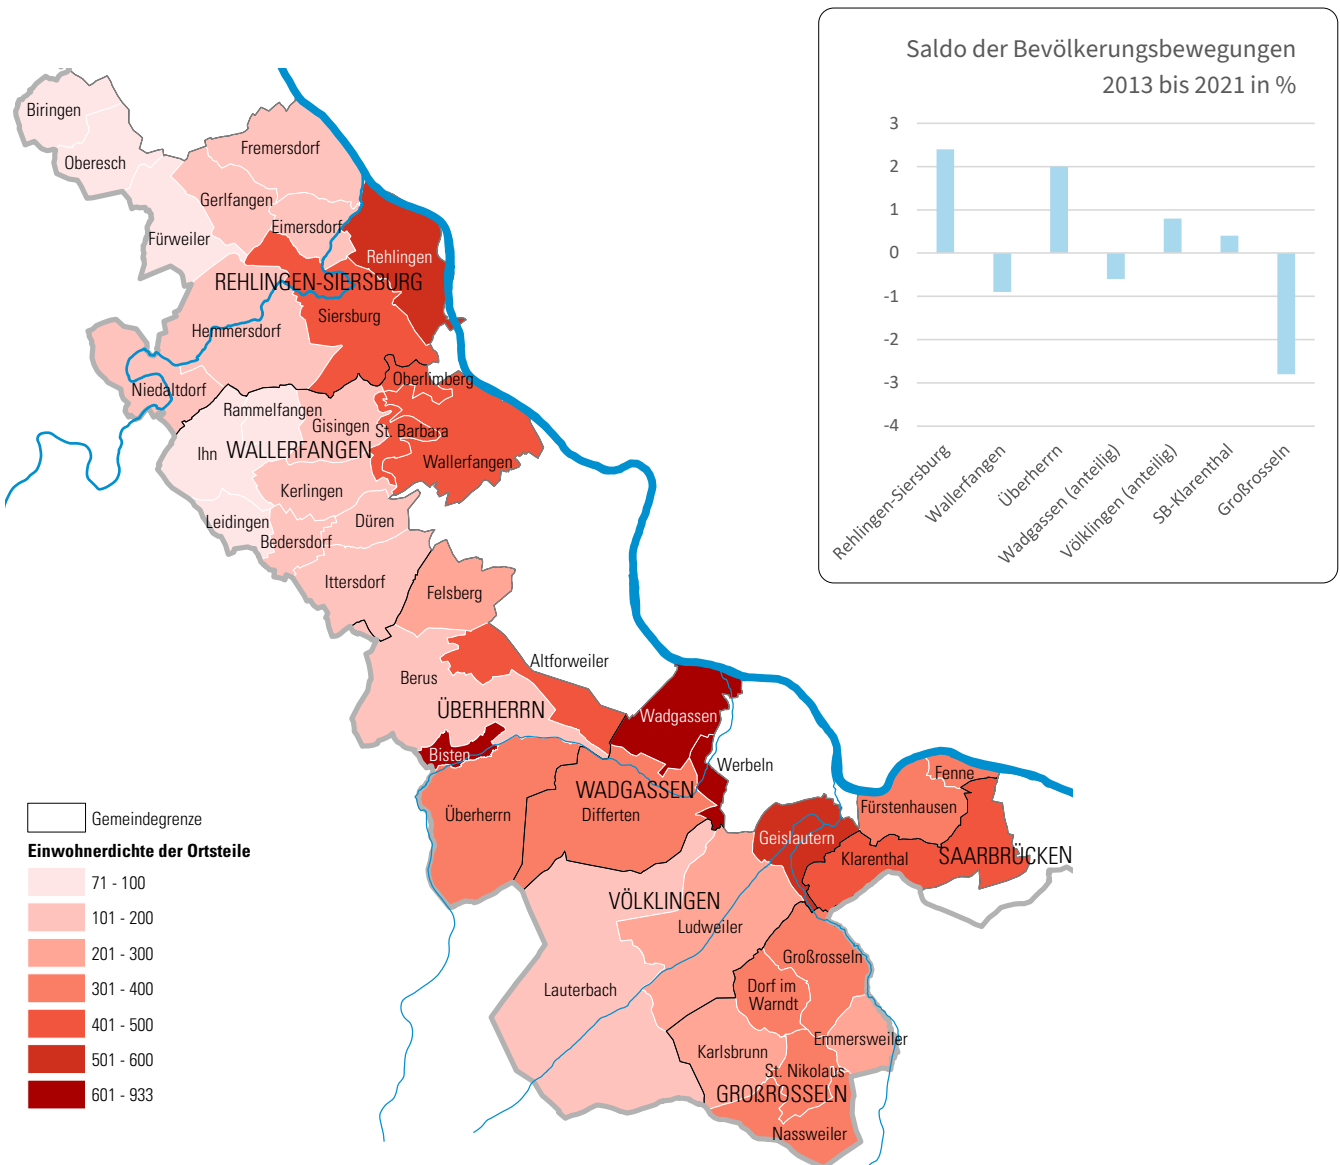 Saldo der Bevölkerungsbewegungen
2013 bis 2021 in %
3
2
1
0
-1
-2
-3
-4
Rehlingen-Siersburg
Wallerfangen
Überherrn
Wadgassen (anteilig)
Völklingen (anteilig)
SB-Klarenthal
Großrosseln
Biringen
Oberesch
Fremersdorf
Gerlfangen
Eimersdorf
Fürweiler
Rehlingen
REHLINGEN-SIERSBURG
Siersburg
Hemmersdorf
Niedaltdorf
Oberlimberg
Rammelfangen
Gisingen
St. Barbara
Ihn
WALLERFANGEN
Wallerfangen
Kerlingen
Leidingen
Düren
Bedersdorf
Ittersdorf
Felsberg
Altforweiler
Berus
ÜBERHERRN
Wadgassen
Bisten
Werbeln
WADGASSEN
Überherrn
Differten
Fenne
Fürstenhausen
Geislautern
Klarenthal
SAARBRÜCKEN
VÖLKLINGEN
Ludweiler
Großrosseln
Lauterbach
Dorf im
Warndt
Emmersweiler
Karlsbrunn
St. Nikolaus
GROßROSSELN
Nassweiler
Gemeindegrenze
Einwohnerdichte der Ortsteile
71 - 100
101 - 200
201 - 300
301 - 400
401 - 500
501 - 600
601 - 933